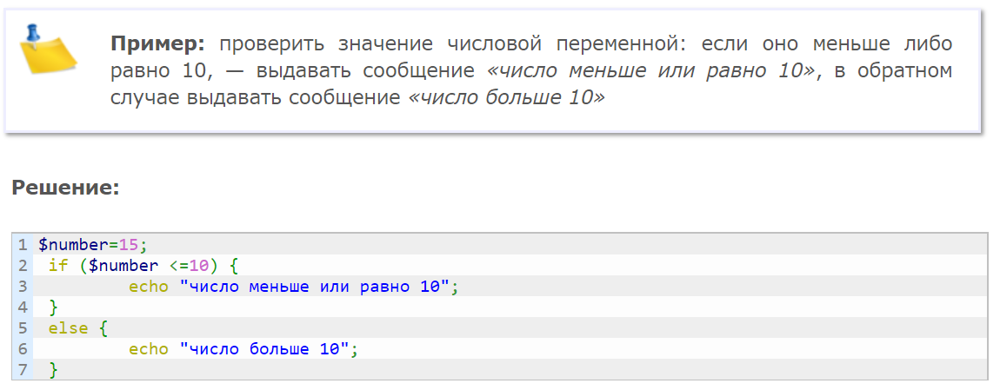 Пример: проверить значение числовой переменной: если оно меньше либо
равно 10, — выдавать сообщение «число меньше или равно 10», в обратном
случае выдавать сообщение «число больше 10»
Решение:
1 $number=15;
2 if ($number <=10) {
3 echo "число меньше или равно 10";
4 }
5 else {
6 echo "число больше 10";
7 }